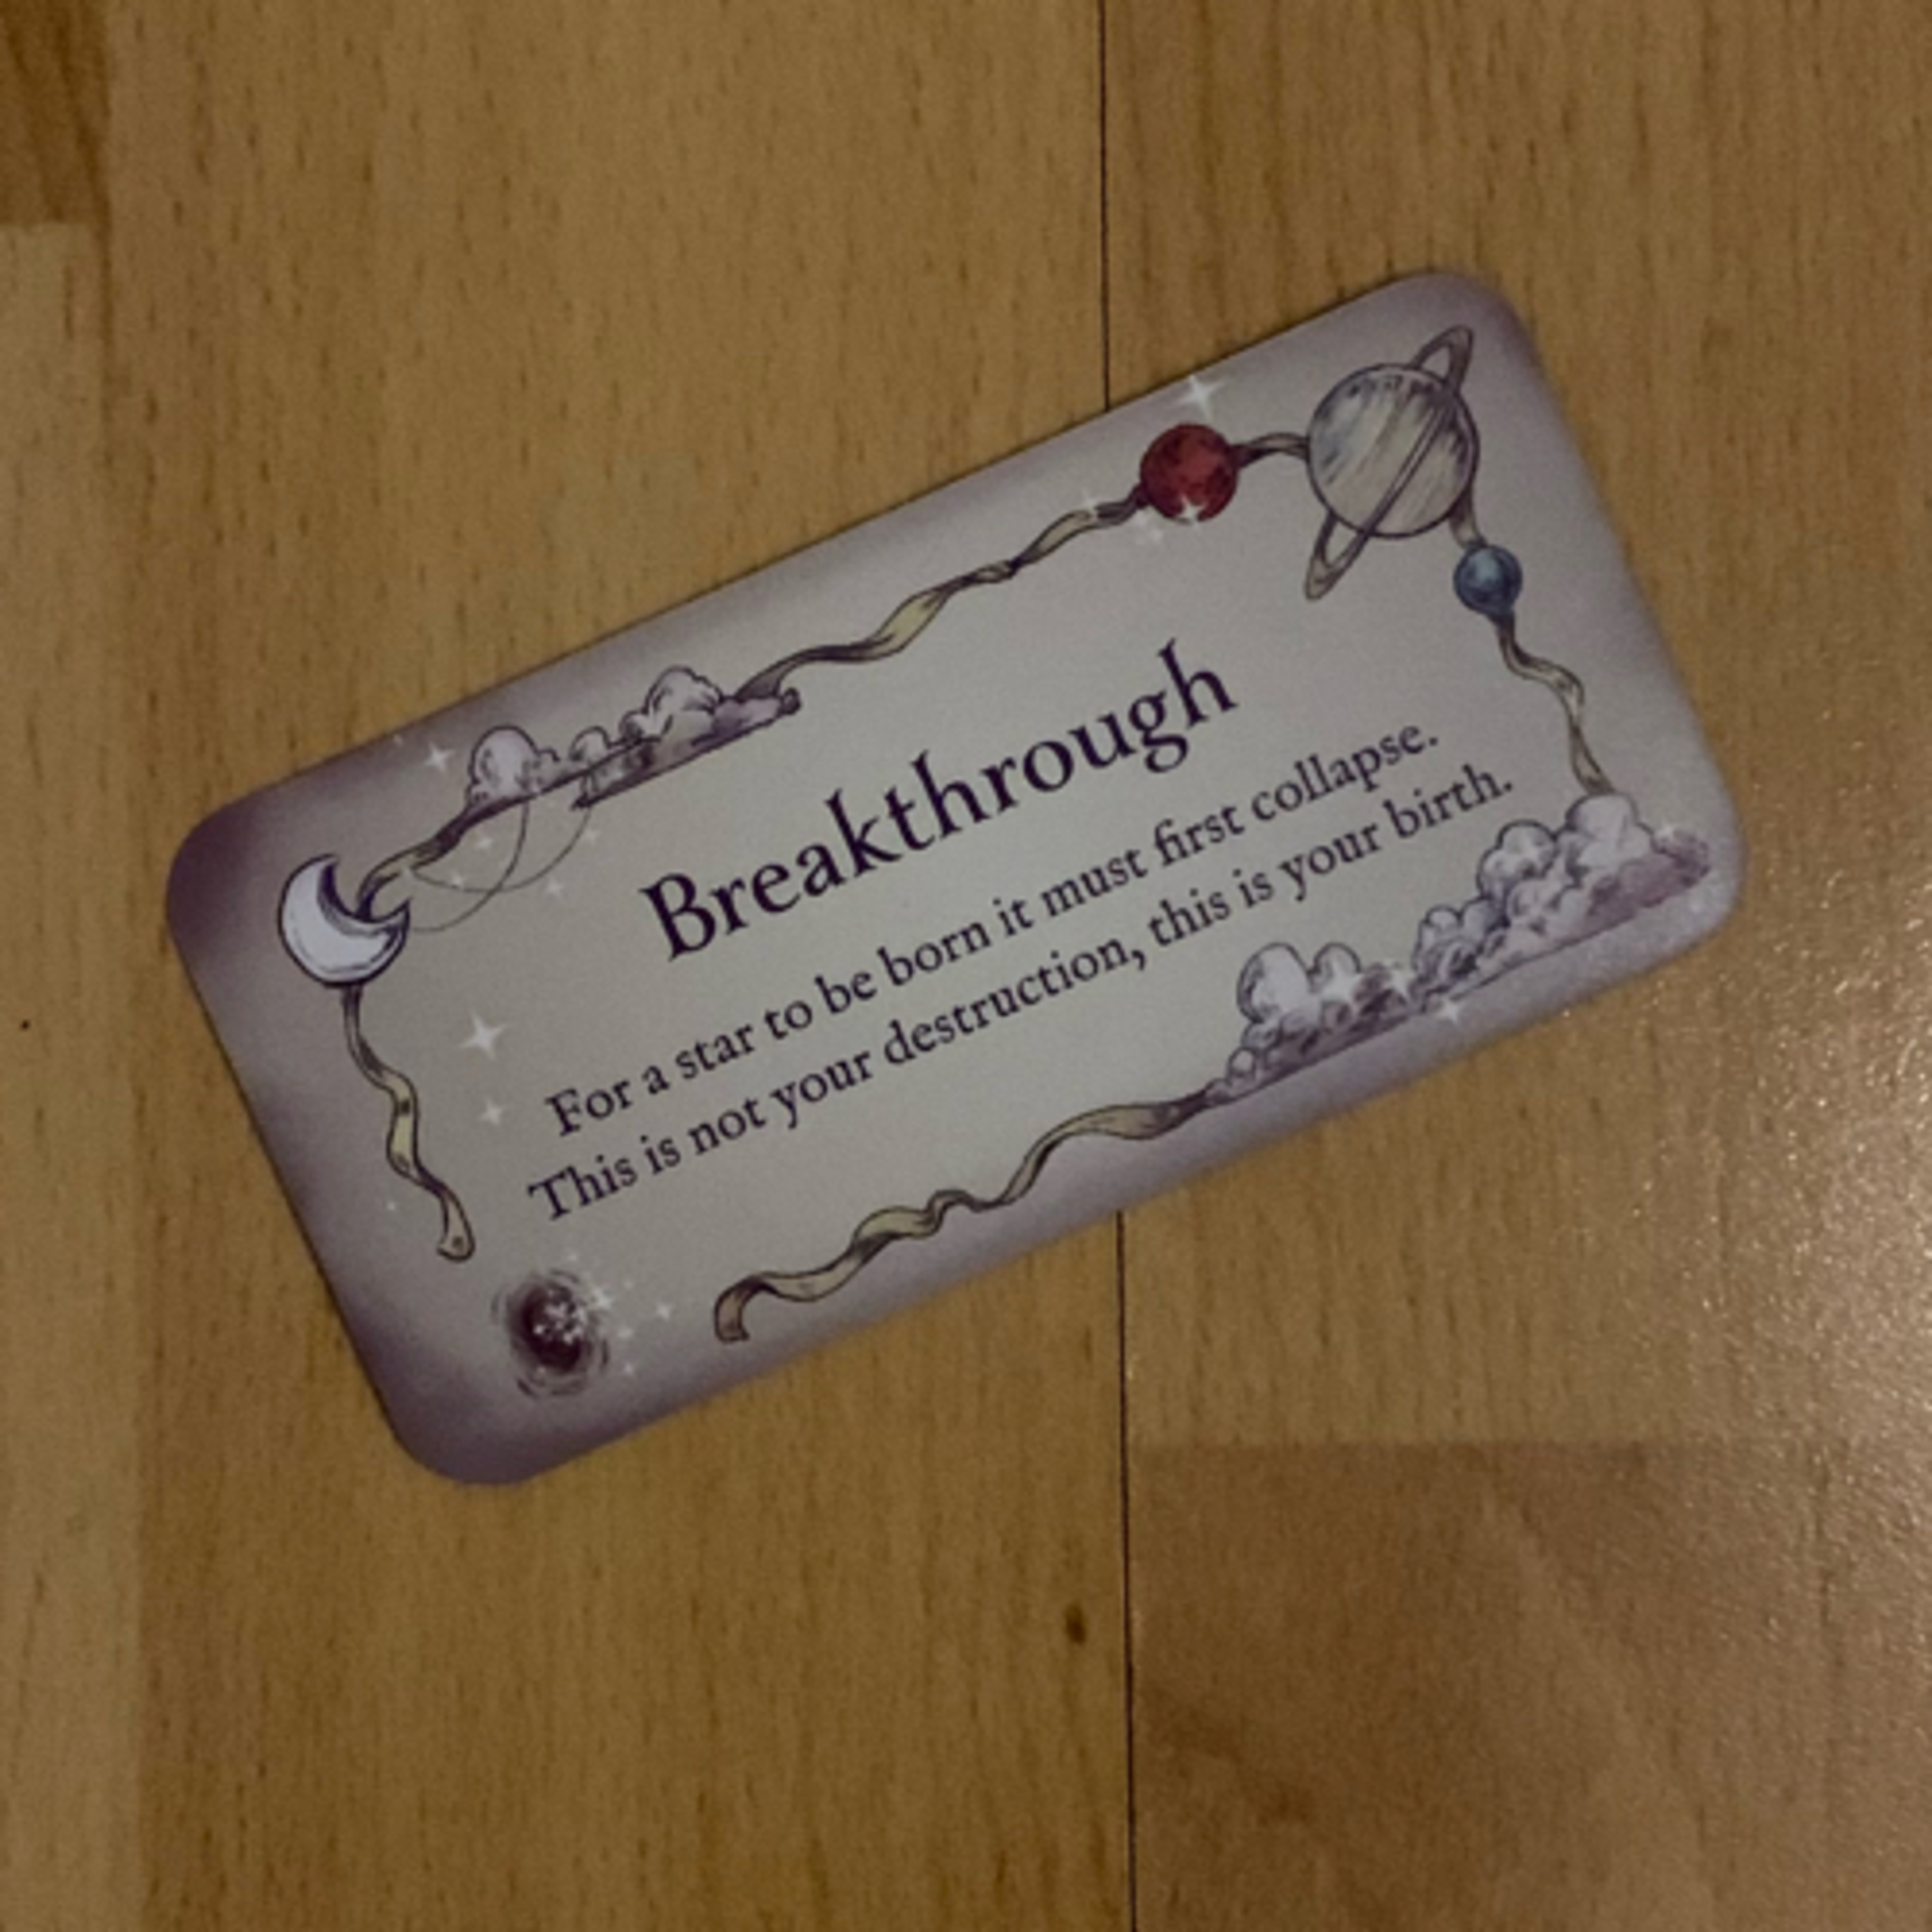 Breakthrough
For a star to be born it must first collapse.
This is not your destruction, this is your birth.